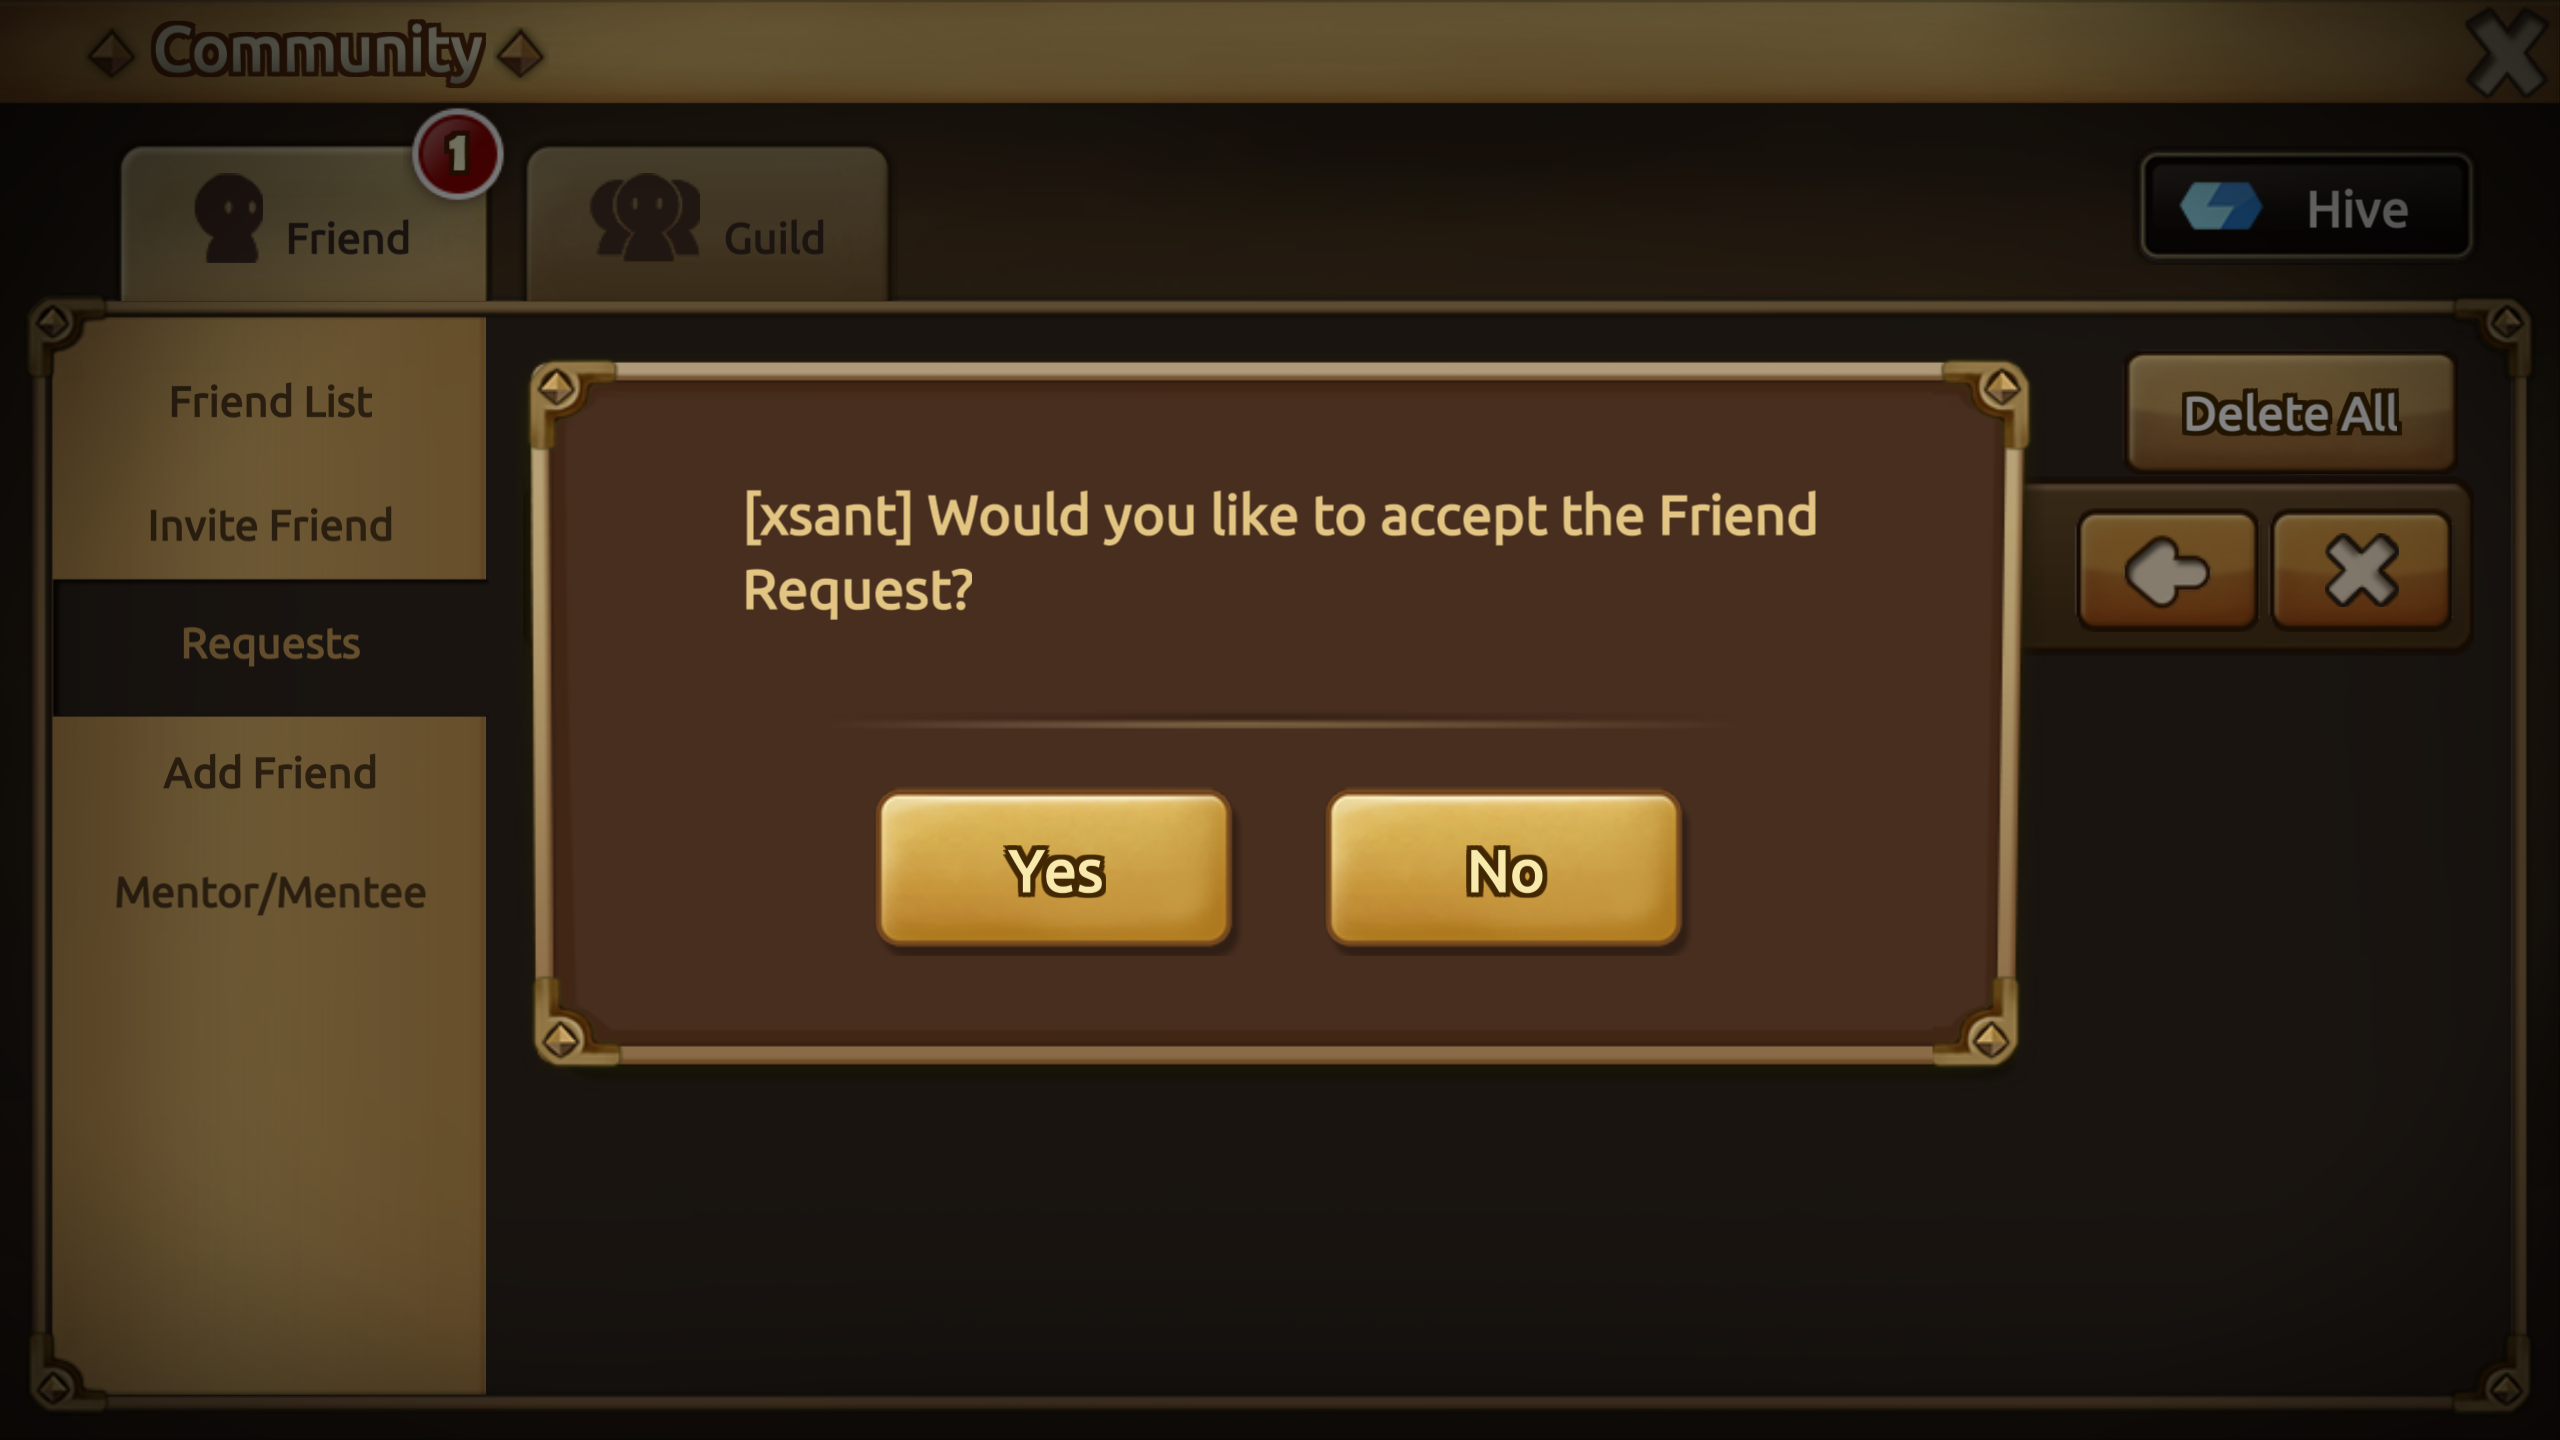 Community
1
Friend
Guild
Hive
Friend List
Invite Friend
Requests
Add Friend
Mentor/Mentee
Delete All
[xsant] Would you like to accept the Friend
Request?
Yes
No